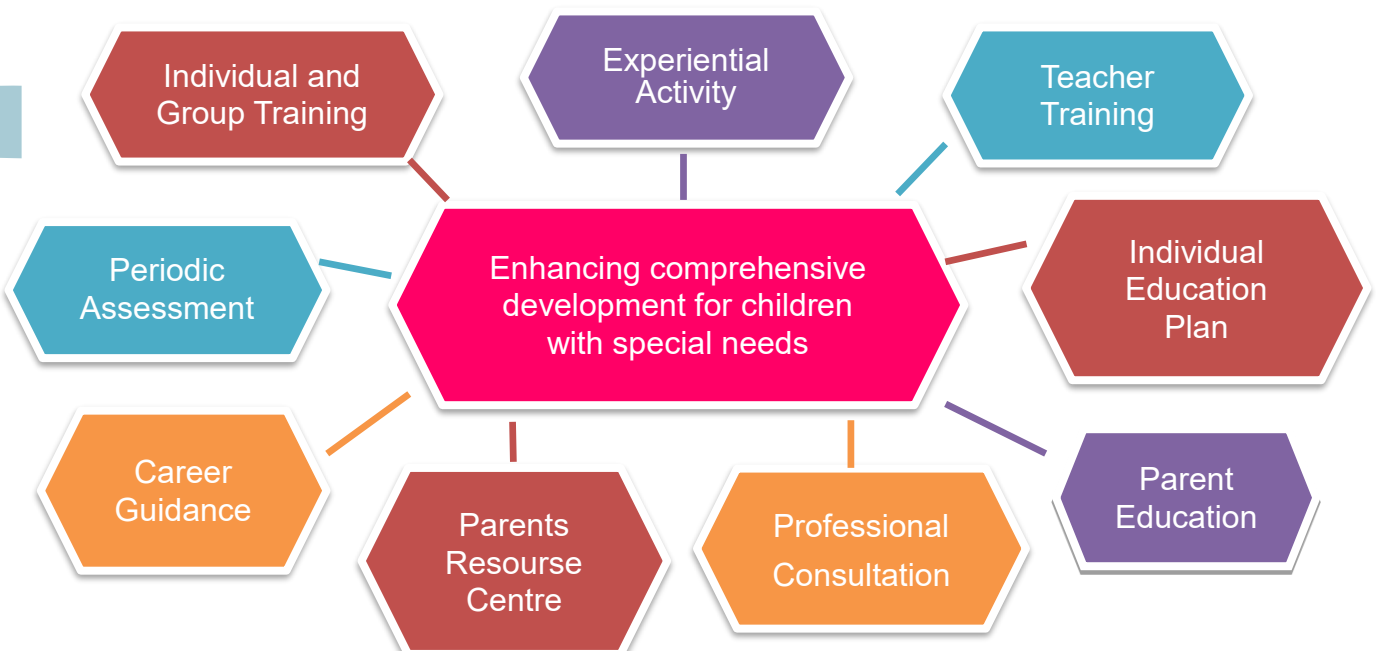 Individual and
Group Training
Experiential
Activity
Teacher
Training
Periodic
Assessment
Enhancing comprehensive
development for children
with special needs
Individual
Education
Plan
Career
Guidance
Parents
Resourse
Centre
Professional
Consultation
Parent
Education